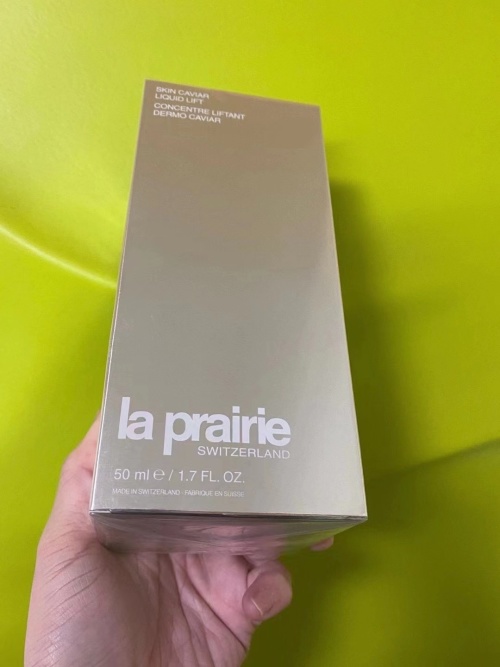 SKIN CAVIAR
LIQUID LIFT
CONCENTRE LIFTANT
DERMO CAVIAR
la prairie
SWITZERLAND
50 ml ℮ / 1.7 FL. OZ.
MADE IN SWITZERLAND · FABRIQUE EN SUISSE